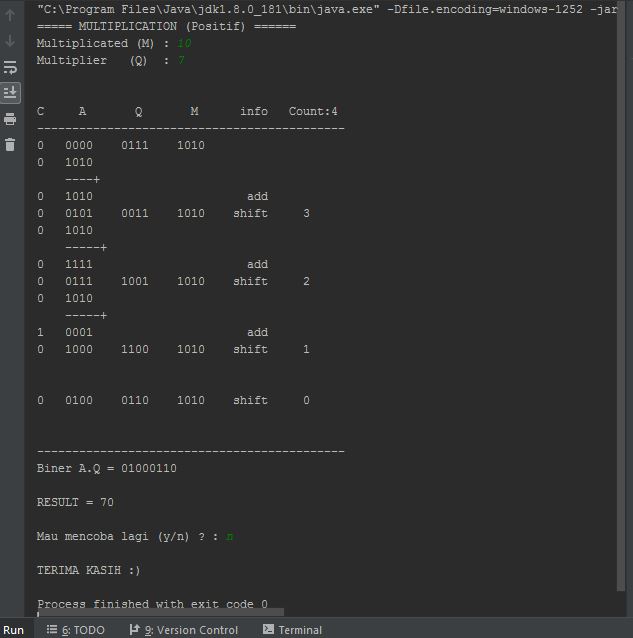 "C:\Program Files\Java\jdk1.8.0_181\bin\java.exe" -Dfile.encoding=windows-1252 -jar
===== MULTIPLICATION (Positif) ======
Multiplicated (M) : 10
Multiplier   (Q)  : 7
C     A       Q       M      info   Count:4
--------------------------------------------
0   0000    0111    1010
0   1010
    ----+
0   1010                      add
0   0101    0011    1010    shift     3
0   1010
    -----+
0   1111                      add
0   0111    1001    1010    shift     2
0   1010
    -----+
1   0001                      add
0   1000    1100    1010    shift     1
0   0100    0110    1010    shift     0
--------------------------------------------
Biner A.Q = 01000110
RESULT = 70
Mau mencoba lagi (y/n) ? : n
TERIMA KASIH :)
Process finished with exit code 0
Run   6: TODO   9: Version Control   Terminal